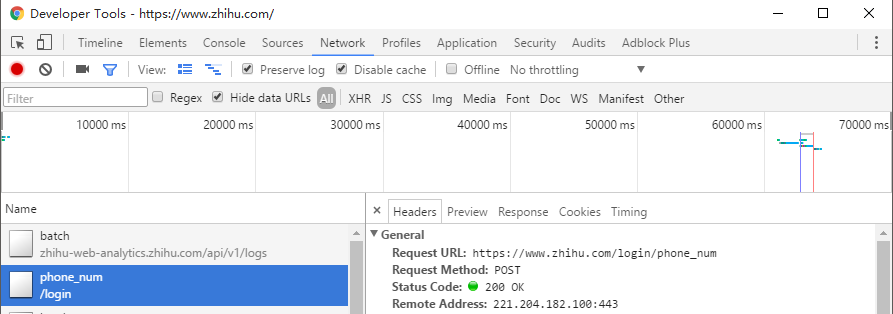 Developer Tools - https://www.zhihu.com/
Timeline Elements Console Sources Network Profiles Application Security Audits Adblock Plus
View: Preserve log Disable cache Offline No throttling
Filter Regex Hide data URLs All XHR JS CSS Img Media Font Doc WS Manifest Other
10000 ms 20000 ms 30000 ms 40000 ms 50000 ms 60000 ms 70000 ms
Name
batch
zhihu-web-analytics.zhihu.com/api/v1/logs
phone_num
/login
× Headers Preview Response Cookies Timing
General
Request URL: https://www.zhihu.com/login/phone_num
Request Method: POST
Status Code: 200 OK
Remote Address: 221.204.182.100:443